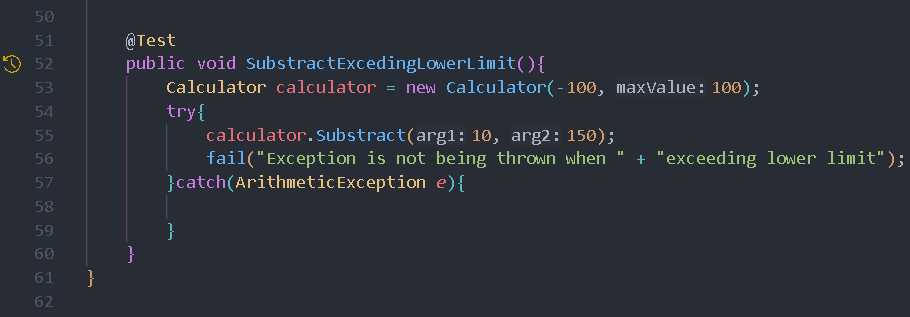 50
51 @Test
52 public void SubstractExcedingLowerLimit(){
53 Calculator calculator = new Calculator(-100, maxValue: 100);
54 try{
55 calculator.Substract(arg1: 10, arg2: 150);
56 fail("Exception is not being thrown when " + "exceeding lower limit");
57 }catch(ArithmeticException e){
58
59 }
60 }
61 }
62